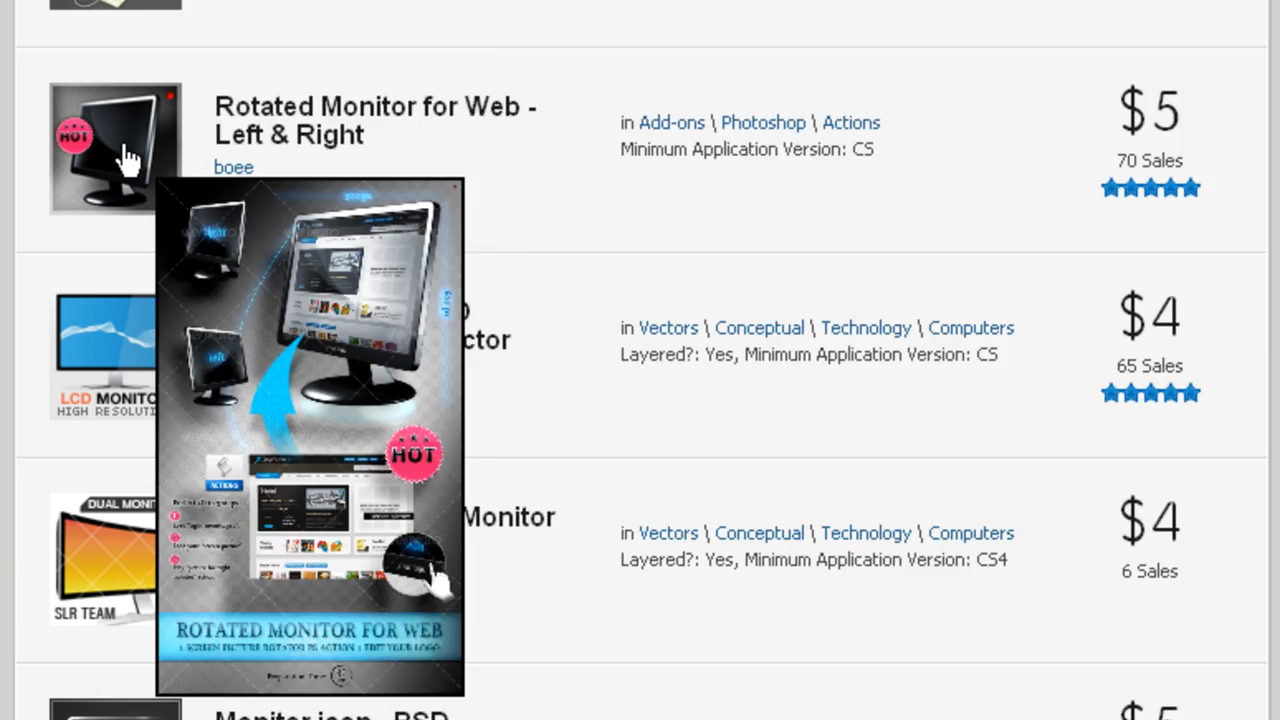 Rotated Monitor for Web -
Left & Right
boee
in Add-ons \ Photoshop \ Actions
Minimum Application Version: CS
$5
70 Sales
HOT
ctor
in Vectors \ Conceptual \ Technology \ Computers
Layered?: Yes, Minimum Application Version: CS
$4
65 Sales
LCD MONITO
HIGH RESOLUTI
HOT
ACTIONS
DUAL MONIT
SLR TEAM
Monitor
in Vectors \ Conceptual \ Technology \ Computers
Layered?: Yes, Minimum Application Version: CS4
$4
6 Sales
ROTATED MONITOR FOR WEB
Monitor icon - PSD
$5